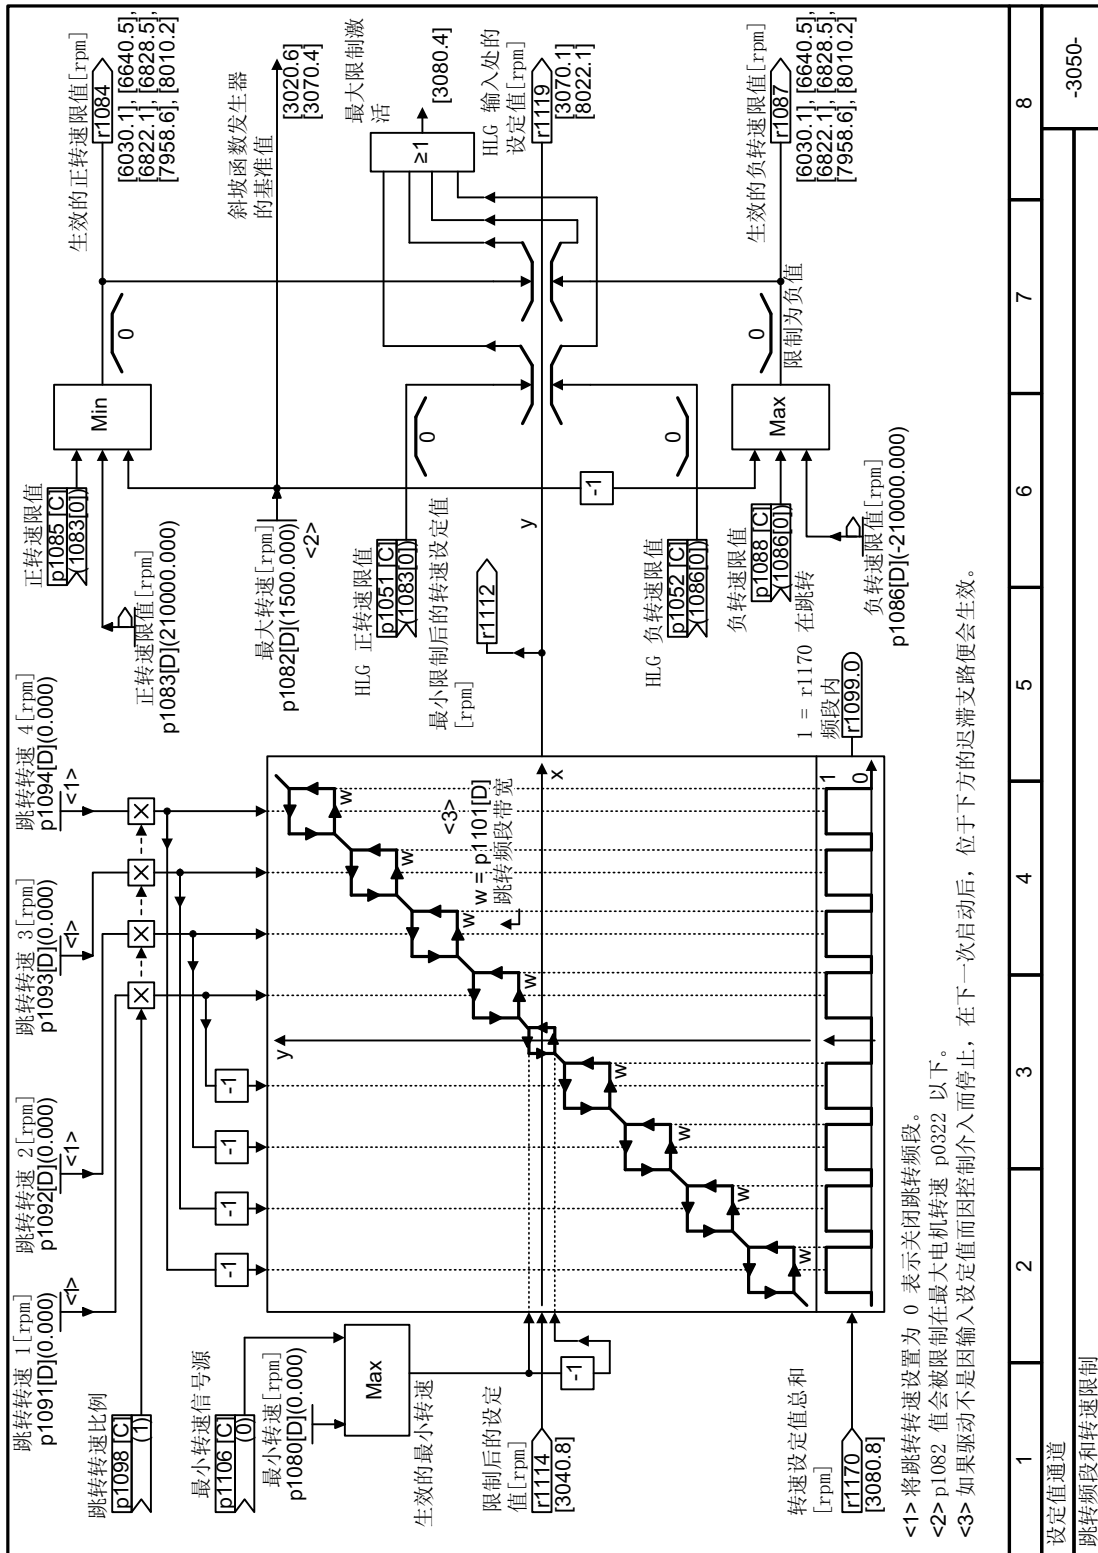 跳转转速 1[rpm]
p1091[D](0.000)
<1>
跳转转速 2[rpm]
p1092[D](0.000)
<1>
跳转转速 3[rpm]
p1093[D](0.000)
<1>
跳转转速 4[rpm]
p1094[D](0.000)
<1>
跳转转速比例
p1098 [C]
(1)
最小转速信号源
p1106 [C]
(0)
最小转速[rpm]
p1080[D](0.000)
Max
生效的最小转速
限制后的设定
值[rpm]
r1114
[3040.8]
-1
转速设定值总和
[rpm]
r1170
[3080.8]
-1
-1
-1
-1
y
x
w
w
w
w
w
w
w
w
<3>
w = p1101[D]
跳转频段带宽
1
0
1 = r1170 在跳转
频段内
r1099.0
正转速限值[rpm]
p1083[D](210000.000)
正转速限值
p1085 [C]
(1083[0])
Min
0
生效的正转速限值[rpm]
r1084
[6030.1], [6640.5],
[6822.1], [6828.5],
[7958.6], [8010.2]
最大转速[rpm]
p1082[D](1500.000)
<2>
斜坡函数发生器
的基准值
[3020.6]
[3070.4]
HLG 正转速限值
p1051 [C]
(1083[0])
0
最小限制后的转速设定值
[rpm]
r1112
y
-1
最大限制激
活
≥1
[3080.4]
HLG 输入处的
设定值[rpm]
r1119
[3070.1]
[8022.1]
HLG 负转速限值
p1052 [C]
(1086[0])
0
负转速限值
p1088 [C]
(1086[0])
负转速限值[rpm]
p1086[D](-210000.000)
Max
0
限制为负值
生效的负转速限值[rpm]
r1087
[6030.1], [6640.5],
[6822.1], [6828.5],
[7958.6], [8010.2]
<1> 将跳转转速设置为 0 表示关闭跳转频段。
<2> p1082 值会被限制在最大电机转速 p0322 以下。
<3> 如果驱动不是因输入设定值而因控制介入而停止，在下一次启动后，位于下方的迟滞支路便会生效。
1 2 3 4 5 6 7 8
设定值通道
跳转频段和转速限制
-3050-